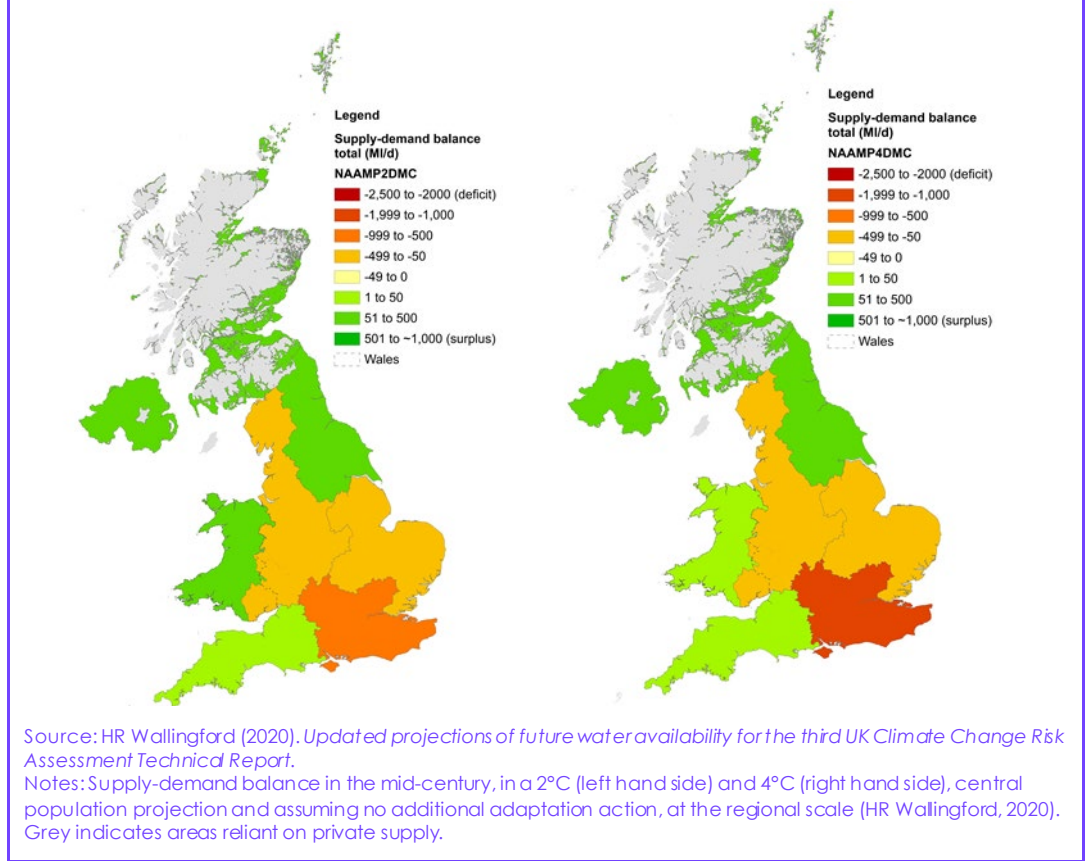 Legend
Supply-demand balance
total (Ml/d)
NAAMP2DMC
-2,500 to -2000 (deficit)
-1,999 to -1,000
-999 to -500
-499 to -50
-49 to 0
1 to 50
51 to 500
501 to ~1,000 (surplus)
Wales
Legend
Supply-demand balance
total (Ml/d)
NAAMP4DMC
-2,500 to -2000 (deficit)
-1,999 to -1,000
-999 to -500
-499 to -50
-49 to 0
1 to 50
51 to 500
501 to ~1,000 (surplus)
Wales
Source: HR Wallingford (2020). Updated projections of future water availability for the third UK Climate Change Risk
Assessment Technical Report.
Notes: Supply-demand balance in the mid-century, in a 2°C (left hand side) and 4°C (right hand side), central
population projection and assuming no additional adaptation action, at the regional scale (HR Wallingford, 2020).
Grey indicates areas reliant on private supply.